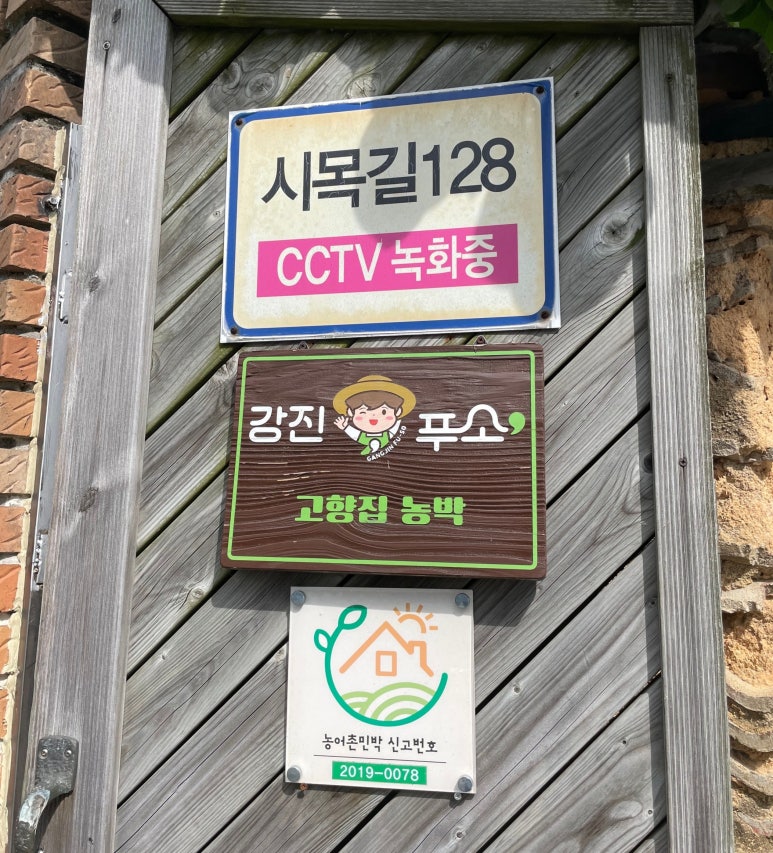 시목길128
CCTV 녹화중
강진 푸소
GANGJIN FU-SO
고향집 농박
농어촌민박 신고번호
2019-0078